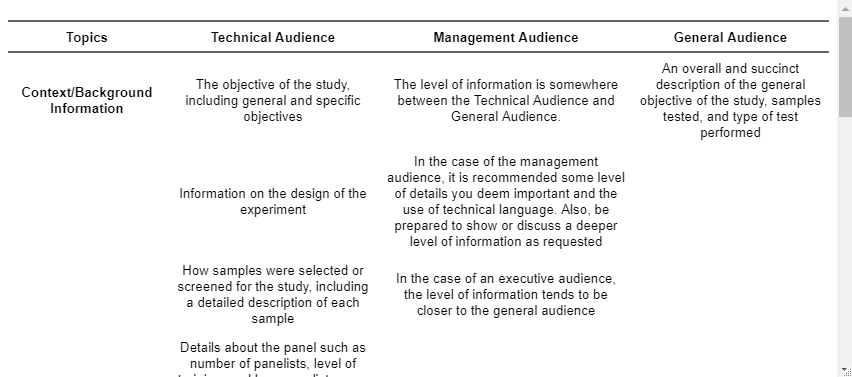 Topics Technical Audience Management Audience General Audience
Context/Background
Information
The objective of the study,
including general and specific
objectives
The level of information is somewhere
between the Technical Audience and
General Audience.
An overall and succinct
description of the general
objective of the study, samples
tested, and type of test
performed
Information on the design of the
experiment
In the case of the management
audience, it is recommended some level
of details you deem important and the
use of technical language. Also, be
prepared to show or discuss a deeper
level of information as requested
How samples were selected or
screened for the study, including
a detailed description of each
sample
In the case of an executive audience,
the level of information tends to be
closer to the general audience
Details about the panel such as
number of panelists, level of